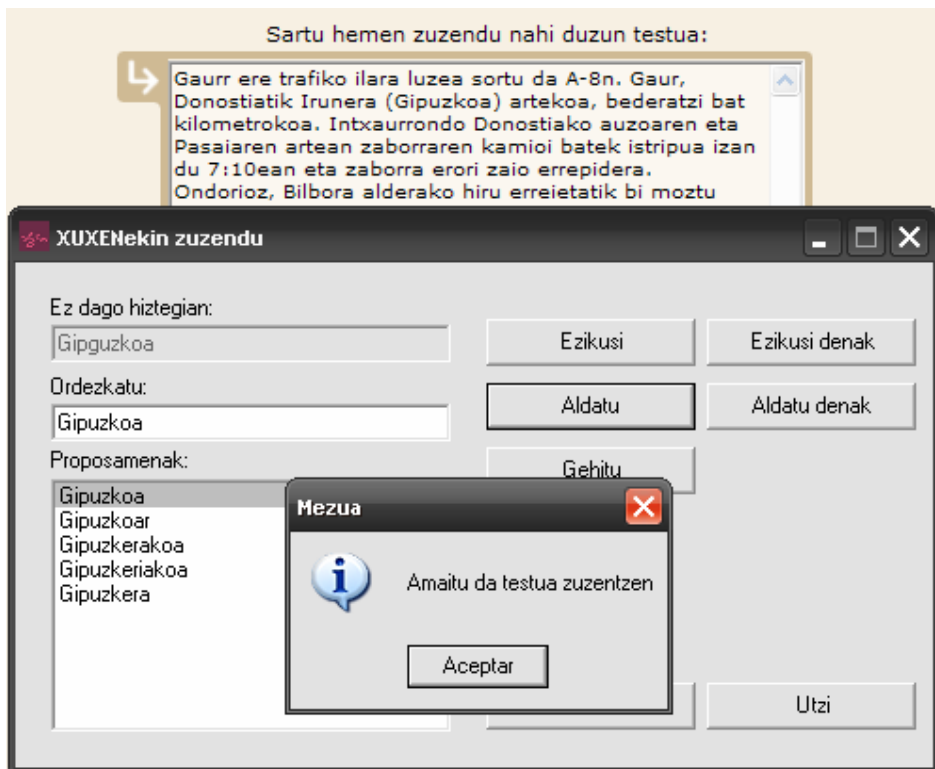 Sartu hemen zuzendu nahi duzun testua:
Gaurr ere trafiko ilara luzea sortu da A-8n. Gaur,
Donostiatik Irunera (Gipuzkoa) artekoa, bederatzi bat
kilometrokoa. Intxaurrondo Donostiako auzoaren eta
Pasaiaren artean zaborraren kamioi batek istripua izan
du 7:10ean eta zaborra erori zaio errepidera.
Ondorioz, Bilbora alderako hiru erreietatik bi moztu
XUXENekin zuzendu
Ez dago hiztegian:
Gipguzkoa
Ezikusi
Ezikusi denak
Ordezkatu:
Gipuzkoa
Aldatu
Aldatu denak
Proposamenak:
Gehitu
Gipuzkoa
Gipuzkoar
Gipuzkerakoa
Gipuzkeriakoa
Gipuzkera
Mezua
Amaitu da testua zuzentzen
Aceptar
Utzi